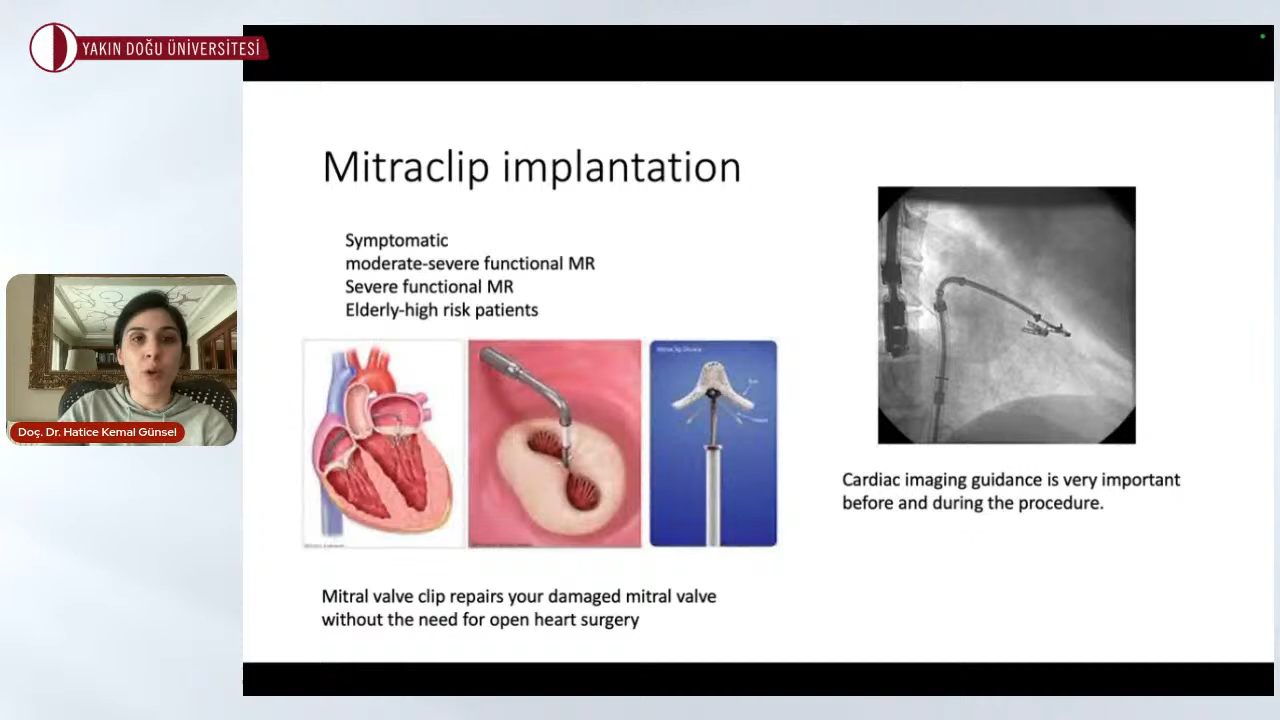 YAKIN DOĞU ÜNİVERSİTESİ
Mitraclip implantation
Symptomatic
moderate-severe functional MR
Severe functional MR
Elderly-high risk patients
Cardiac imaging guidance is very important
before and during the procedure.
Mitral valve clip repairs your damaged mitral valve
without the need for open heart surgery
Doç. Dr. Hatice Kemal Günsel